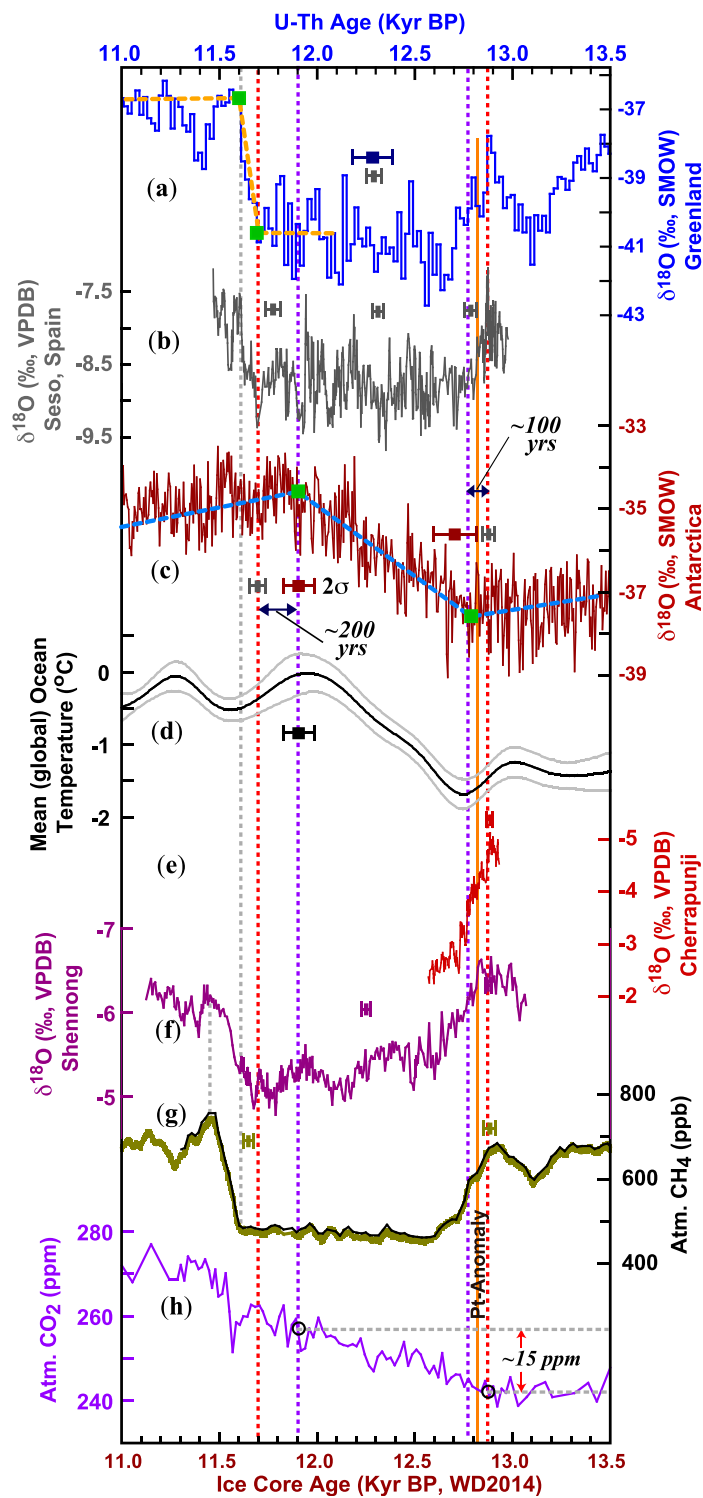 U-Th Age (Kyr BP)
11.0 11.5 12.0 12.5 13.0 13.5
-37
-39
-41
-43
δ18O (‰, SMOW)
Greenland
(a)
-7.5
-8.5
-9.5
δ18O (‰, VPDB)
Seso, Spain
(b)
~100
yrs
-33
-35
-37
-39
δ18O (‰, SMOW)
Antarctica
(c)
2σ
~200
yrs
0
-1
-2
Mean (global) Ocean
Temperature (°C)
(d)
(e)
-5
-4
-3
-2
δ18O (‰, VPDB)
Cherrapunji
-7
-6
-5
δ18O (‰, VPDB)
Shennong
(f)
(g)
800
600
400
Atm. CH4 (ppb)
Pt-Anomaly
280
260
240
Atm. CO2 (ppm)
(h)
~15 ppm
11.0 11.5 12.0 12.5 13.0 13.5
Ice Core Age (Kyr BP, WD2014)